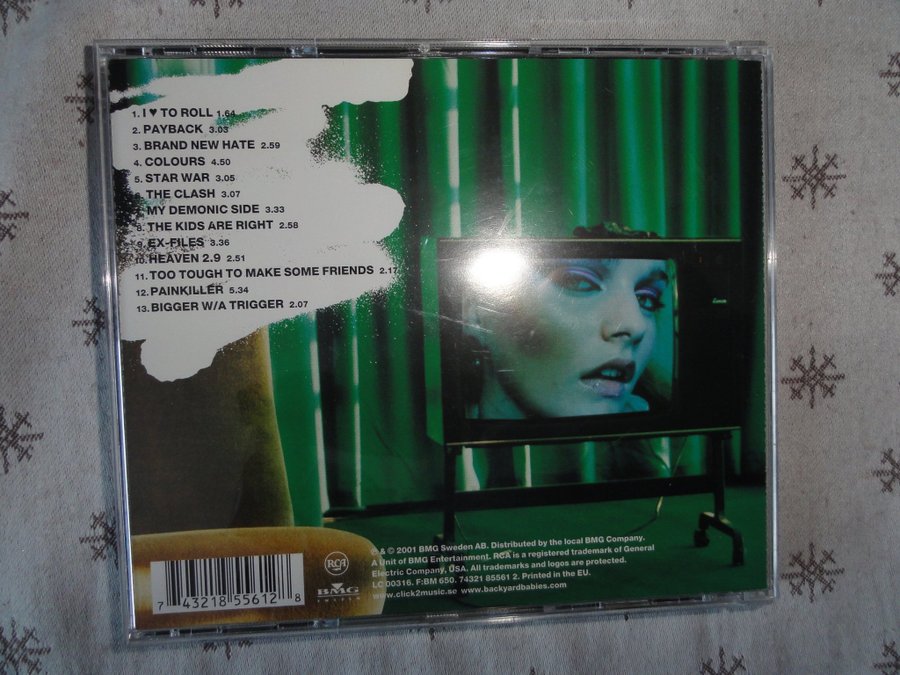 1. I ♥ TO ROLL 1.64
2. PAYBACK 3.03
3. BRAND NEW HATE 2.59
4. COLOURS 4.50
5. STAR WAR 3.05
THE CLASH 3.07
MY DEMONIC SIDE 3.33
8. THE KIDS ARE RIGHT 2.58
9. EX-FILES 3.36
10. HEAVEN 2.9 2.51
11. TOO TOUGH TO MAKE SOME FRIENDS 2.17
12. PAINKILLER 5.34
13. BIGGER W/A TRIGGER 2.07
℗ & © 2001 BMG Sweden AB. Distributed by the local BMG Company.
A Unit of BMG Entertainment. RCA is a registered trademark of General
Electric Company, USA. All trademarks and logos are protected.
LC 00316. F:BM 650. 74321 85561 2. Printed in the EU.
www.click2music.se www.backyardbabies.com
RCA
BMG
SWEDEN
7 43218 55612 8